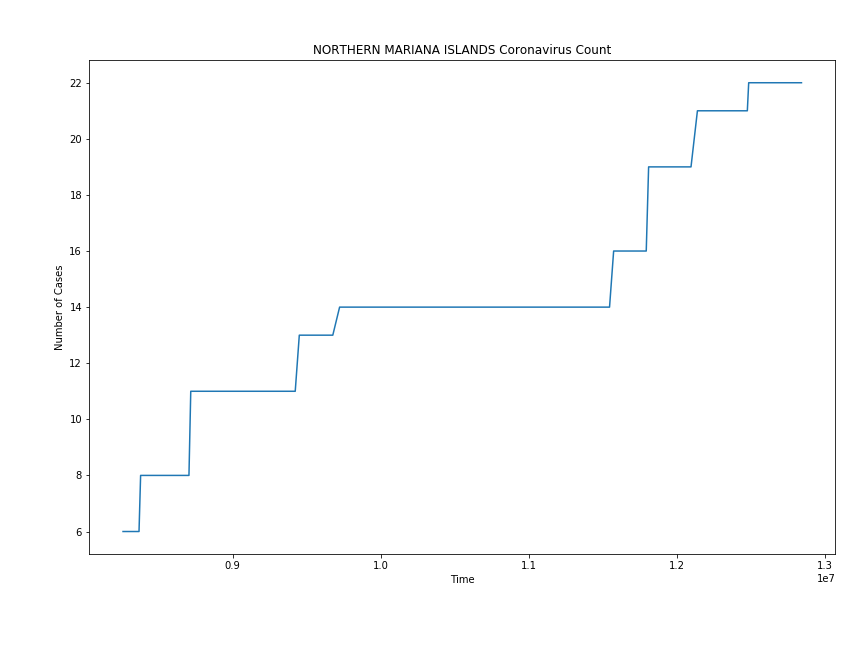 NORTHERN MARIANA ISLANDS Coronavirus Count
22
20
18
16
14
12
10
8
6
Number of Cases
0.9 1.0 1.1 1.2 1.3
1e7
Time